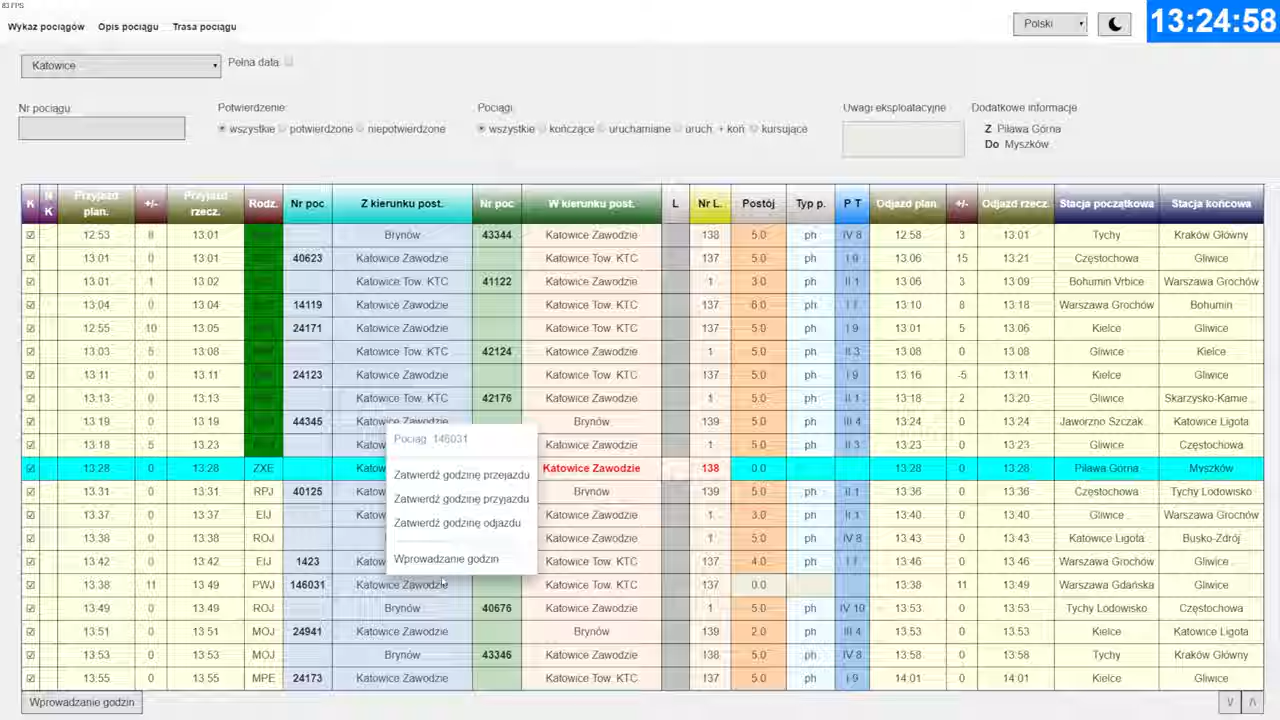 83 FPS
Wykaz pociągów Opis pociągu Trasa pociągu Polski 13:24:58
Katowice Pełna data
Nr pociągu: Potwierdzenie: Pociągi: Uwagi eksploatacyjne Dodatkowe informacje
wszystkie potwierdzone niepotwierdzone wszystkie kończące uruchamiane uruch. + koń. kursujące Z Piława Górna
Do Myszków
K N K Przyjazd plan. +/- Przyjazd rzecz. Rodz. Nr poc Z kierunku post. Nr poc W kierunku post. L Nr L. Postój Typ p. P T Odjazd plan. +/- Odjazd rzecz. Stacja początkowa Stacja końcowa
12:53 8 13:01 Brynów 43344 Katowice Zawodzie 138 5.0 ph IV 8 12:58 3 13:01 Tychy Kraków Główny
13:01 0 13:01 40623 Katowice Zawodzie Katowice Tow. KTC 137 5.0 ph I 9 13:06 15 13:21 Częstochowa Gliwice
13:01 1 13:02 Katowice Tow. KTC 41122 Katowice Zawodzie 1 3.0 ph II 1 13:06 3 13:09 Bohumin Vrbice Warszawa Grochów
13:04 0 13:04 14119 Katowice Zawodzie Katowice Tow. KTC 137 6.0 ph 13:10 8 13:18 Warszawa Grochów Bohumin
12:55 10 13:05 24171 Katowice Zawodzie Katowice Tow. KTC 137 5.0 ph I 9 13:01 5 13:06 Kielce Gliwice
13:03 5 13:08 Katowice Tow. KTC 42124 Katowice Zawodzie 1 5.0 ph II 3 13:08 0 13:08 Gliwice Kielce
13:11 0 13:11 24123 Katowice Zawodzie Katowice Tow. KTC 137 5.0 ph I 9 13:16 -5 13:11 Kielce Gliwice
13:13 0 13:13 Katowice Tow. KTC 42176 Katowice Zawodzie 1 5.0 ph II 1 13:18 2 13:20 Gliwice Skarżysko-Kamie...
13:19 0 13:19 44345 Katowice Zawodzie Brynów 139 5.0 ph III 4 13:24 0 13:24 Jaworzno Szczak... Katowice Ligota
13:18 5 13:23 Katow Katowice Zawodzie 1 5.0 ph II 3 13:23 0 13:23 Gliwice Częstochowa
13:28 0 13:28 ZXE Katow Katowice Zawodzie 138 0.0 13:28 0 13:28 Piława Górna Myszków
13:31 0 13:31 RPJ 40125 Katow Brynów 139 5.0 ph II 1 13:36 0 13:36 Częstochowa Tychy Lodowisko
13:37 0 13:37 EIJ Katow Katowice Zawodzie 1 3.0 ph II 1 13:40 0 13:40 Gliwice Warszawa Grochów
13:38 0 13:38 ROJ Katowice Zawodzie 1 5.0 ph IV 8 13:43 0 13:43 Katowice Ligota Busko-Zdrój
13:42 0 13:42 EIJ 1423 Katow Katowice Zawodzie 137 4.0 ph 13:46 0 13:46 Warszawa Grochów Gliwice
13:38 11 13:49 PWJ 146031 Katowice Zawodzie Katowice Tow. KTC 137 0.0 13:38 11 13:49 Warszawa Gdańska Gliwice
13:49 0 13:49 ROJ Brynów 40676 Katowice Zawodzie 1 5.0 ph IV 10 13:53 0 13:53 Tychy Lodowisko Częstochowa
13:51 0 13:51 MOJ 24941 Katowice Zawodzie Brynów 139 2.0 ph III 4 13:53 0 13:53 Kielce Katowice Ligota
13:53 0 13:53 MOJ Brynów 43346 Katowice Zawodzie 138 5.0 ph IV 8 13:58 0 13:58 Tychy Kraków Główny
13:55 0 13:55 MPE 24173 Katowice Zawodzie Katowice Tow. KTC 137 5.0 ph I 9 14:01 0 14:01 Kielce Gliwice
Pociąg: 146031
Zatwierdź godzinę przejazdu
Zatwierdź godzinę przyjazdu
Zatwierdź godzinę odjazdu
Wprowadzanie godzin
Wprowadzanie godzin \/ /\